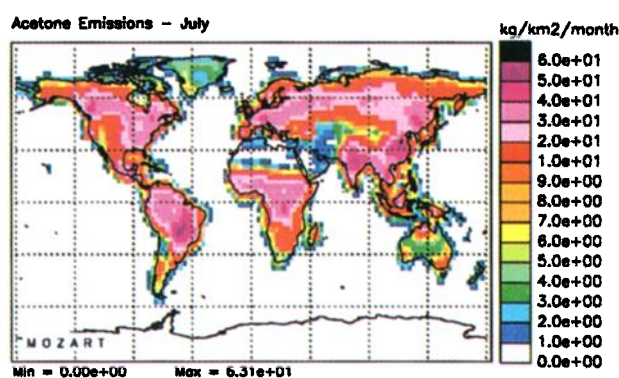 Acetone Emissions - July
kg/km2/month
6.0e+01
5.0e+01
4.0e+01
3.0e+01
2.0e+01
1.0e+01
9.0e+00
8.0e+00
7.0e+00
6.0e+00
5.0e+00
4.0e+00
3.0e+00
2.0e+00
1.0e+00
0.0e+00
MOZART
Min = 0.00e+00 Max = 6.31e+01